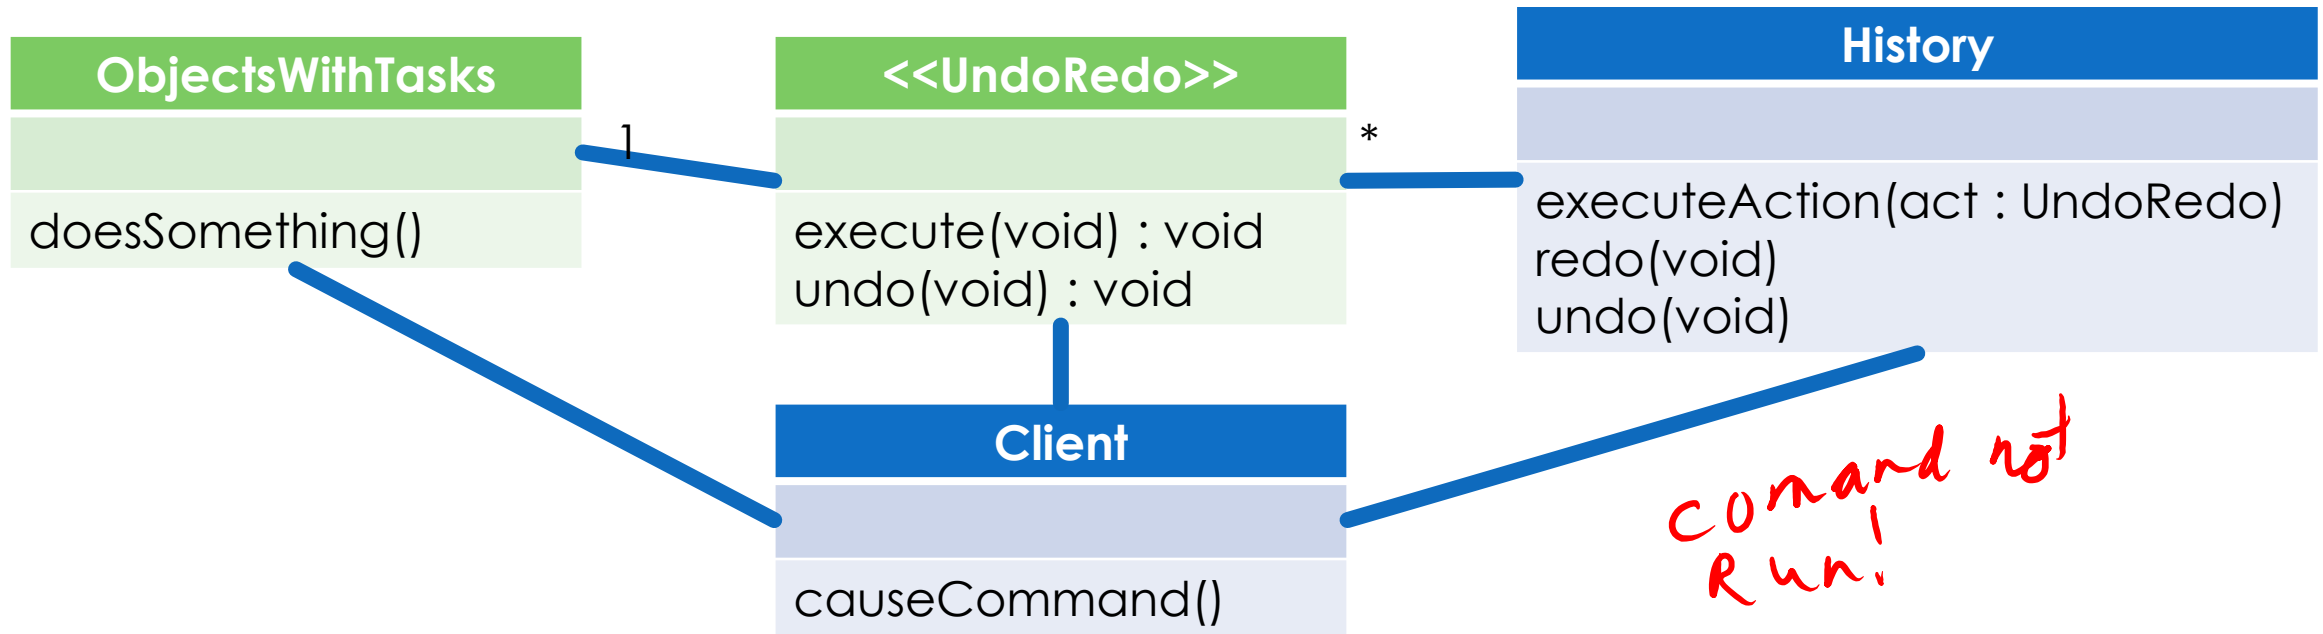 ObjectsWithTasks
doesSomething()
1
<<UndoRedo>>
execute(void) : void
undo(void) : void
*
History
executeAction(act : UndoRedo)
redo(void)
undo(void)
Client
causeCommand()
comand not
Run!